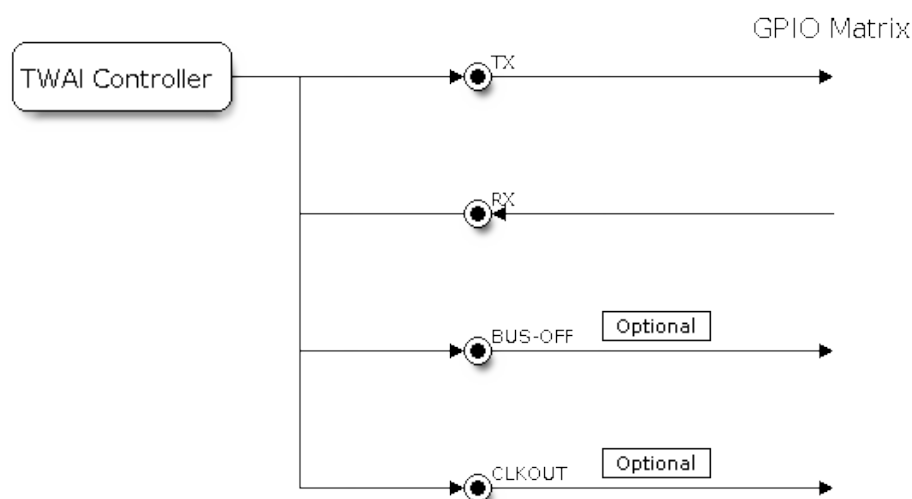 GPIO Matrix
TWAI Controller
TX
RX
BUS-OFF
Optional
CLKOUT
Optional